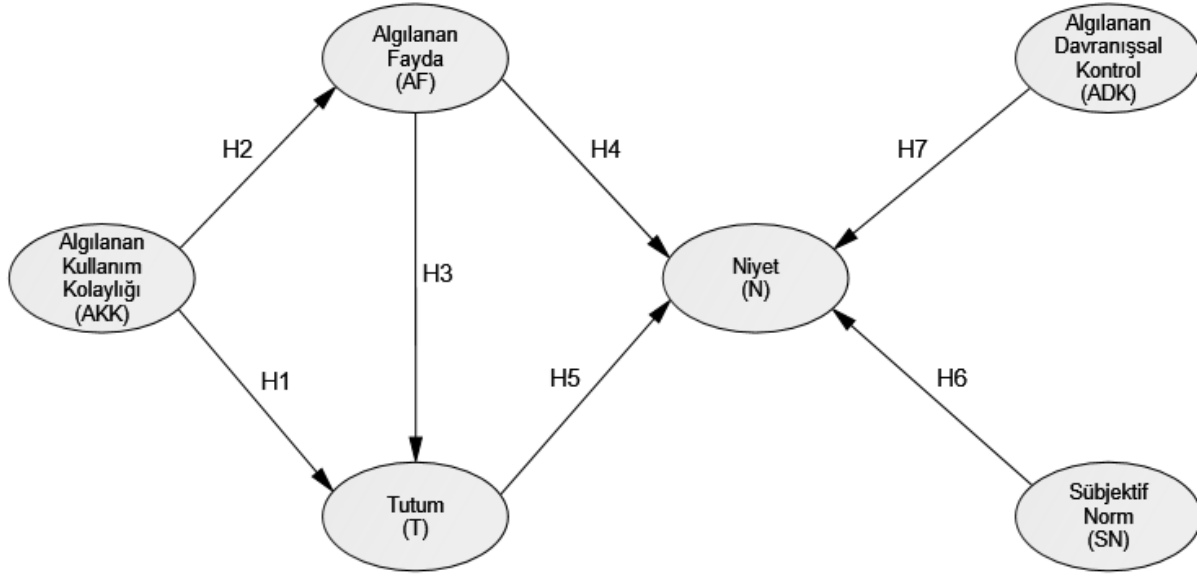 Algılanan
Fayda
(AF)
Algılanan
Davranışsal
Kontrol
(ADK)
H2
H4
H7
Algılanan
Kullanım
Kolaylığı
(AKK)
H3
Niyet
(N)
H1
H5
H6
Tutum
(T)
Sübjektif
Norm
(SN)